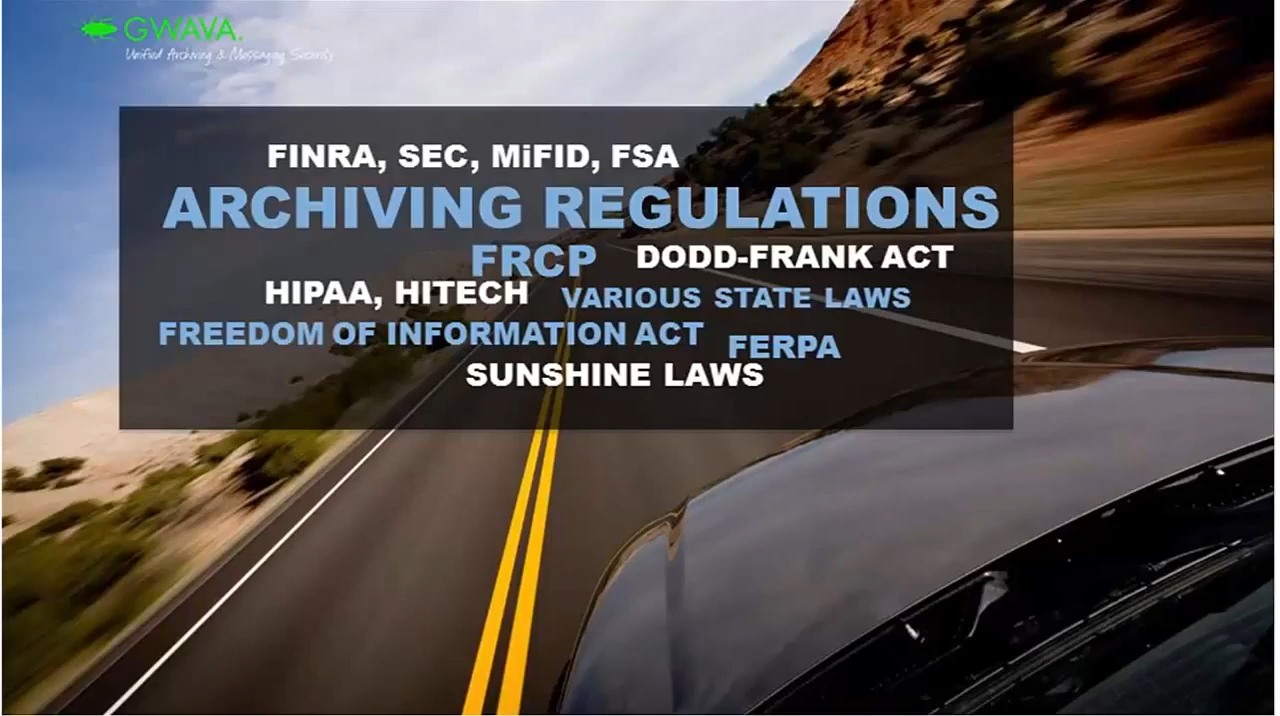 GWAVA.
Unified Archiving & Messaging Security
FINRA, SEC, MiFID, FSA
ARCHIVING REGULATIONS
FRCP DODD-FRANK ACT
HIPAA, HITECH VARIOUS STATE LAWS
FREEDOM OF INFORMATION ACT FERPA
SUNSHINE LAWS